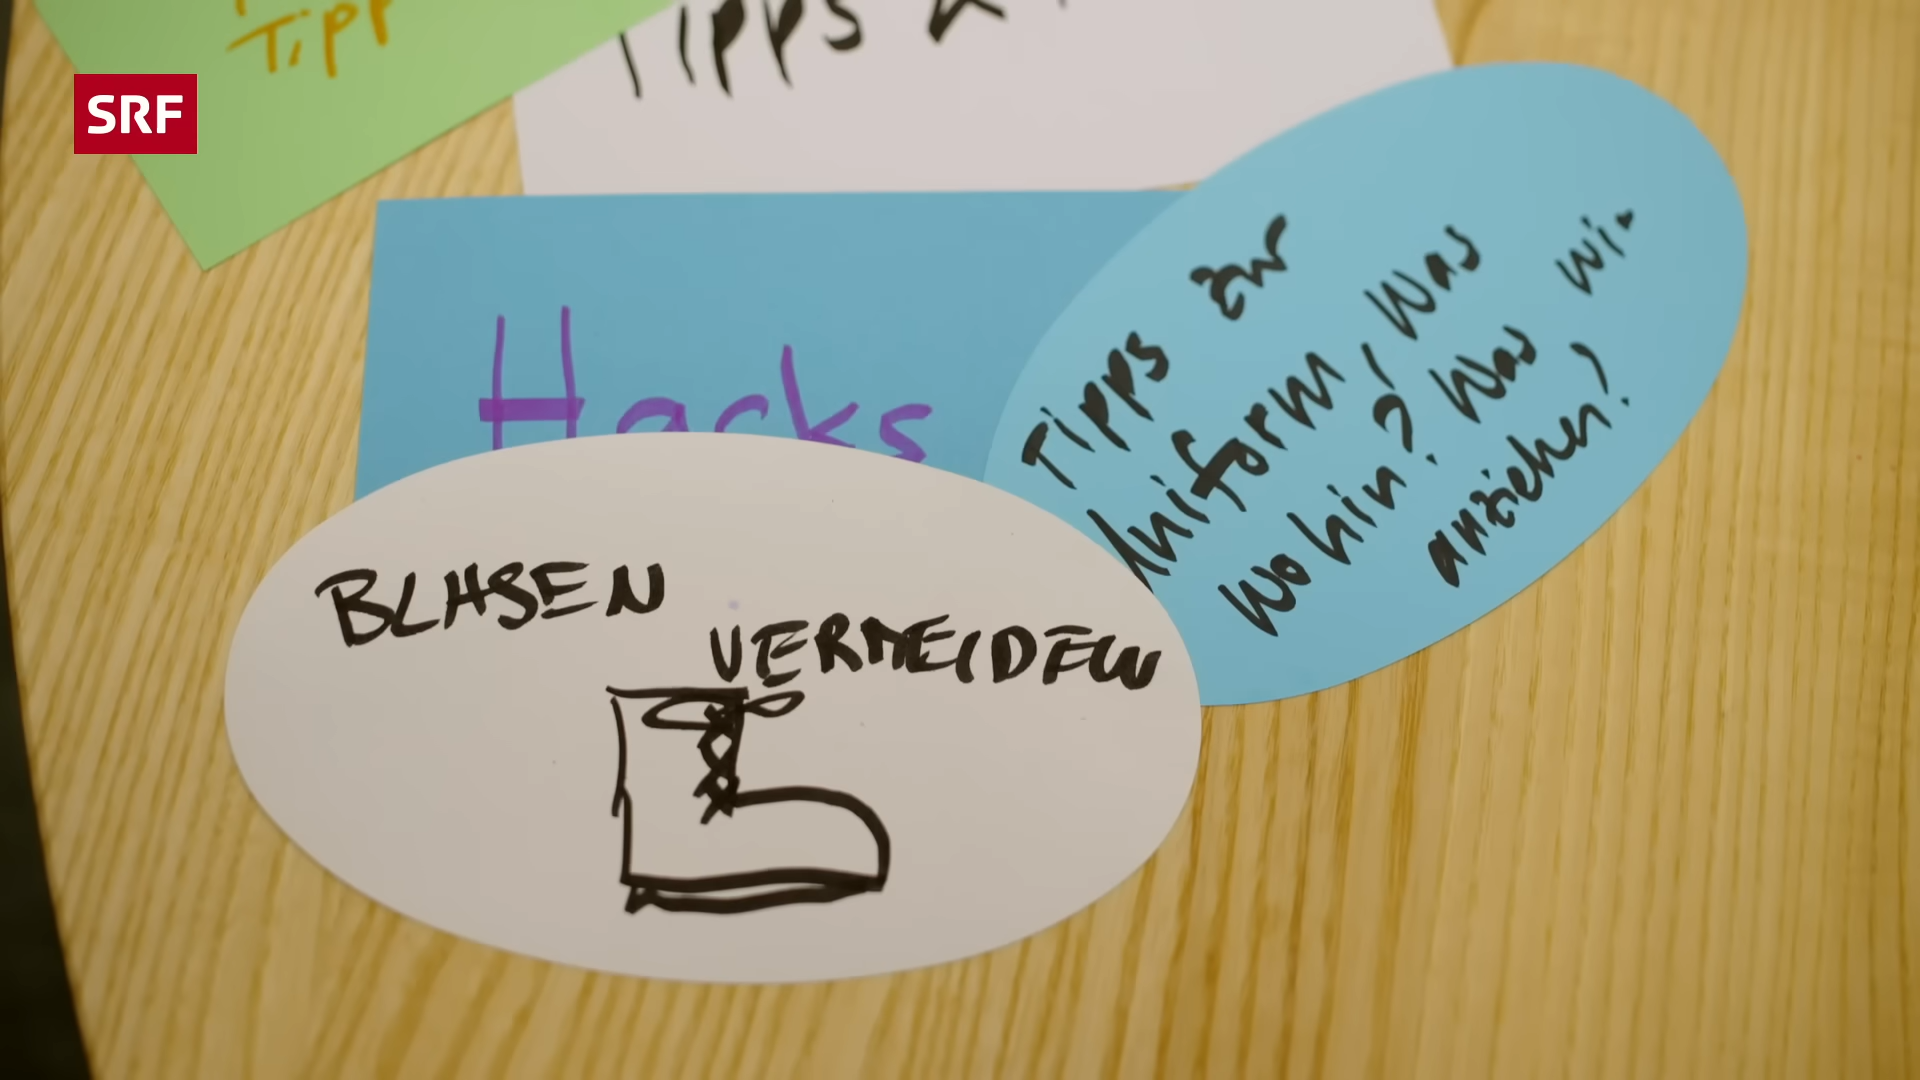 Tipp
Tipps &
SRF
Hacks
Tipps zur
Uniform, Was
wohin? Was wie
anziehen?
BLASEN
VERMEIDEN